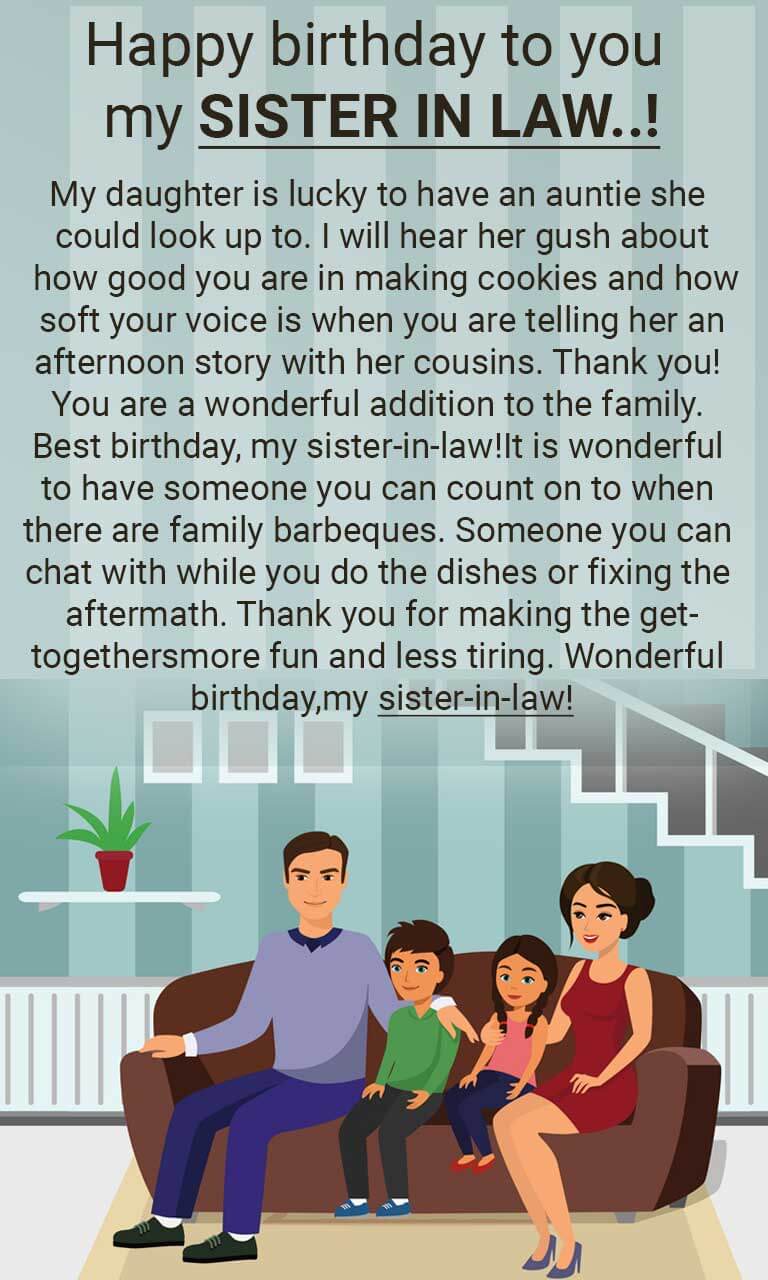 Happy birthday to you
my SISTER IN LAW..!
My daughter is lucky to have an auntie she
could look up to. I will hear her gush about
how good you are in making cookies and how
soft your voice is when you are telling her an
afternoon story with her cousins. Thank you!
You are a wonderful addition to the family.
Best birthday, my sister-in-law!It is wonderful
to have someone you can count on to when
there are family barbeques. Someone you can
chat with while you do the dishes or fixing the
aftermath. Thank you for making the get-
togethersmore fun and less tiring. Wonderful
birthday,my sister-in-law!